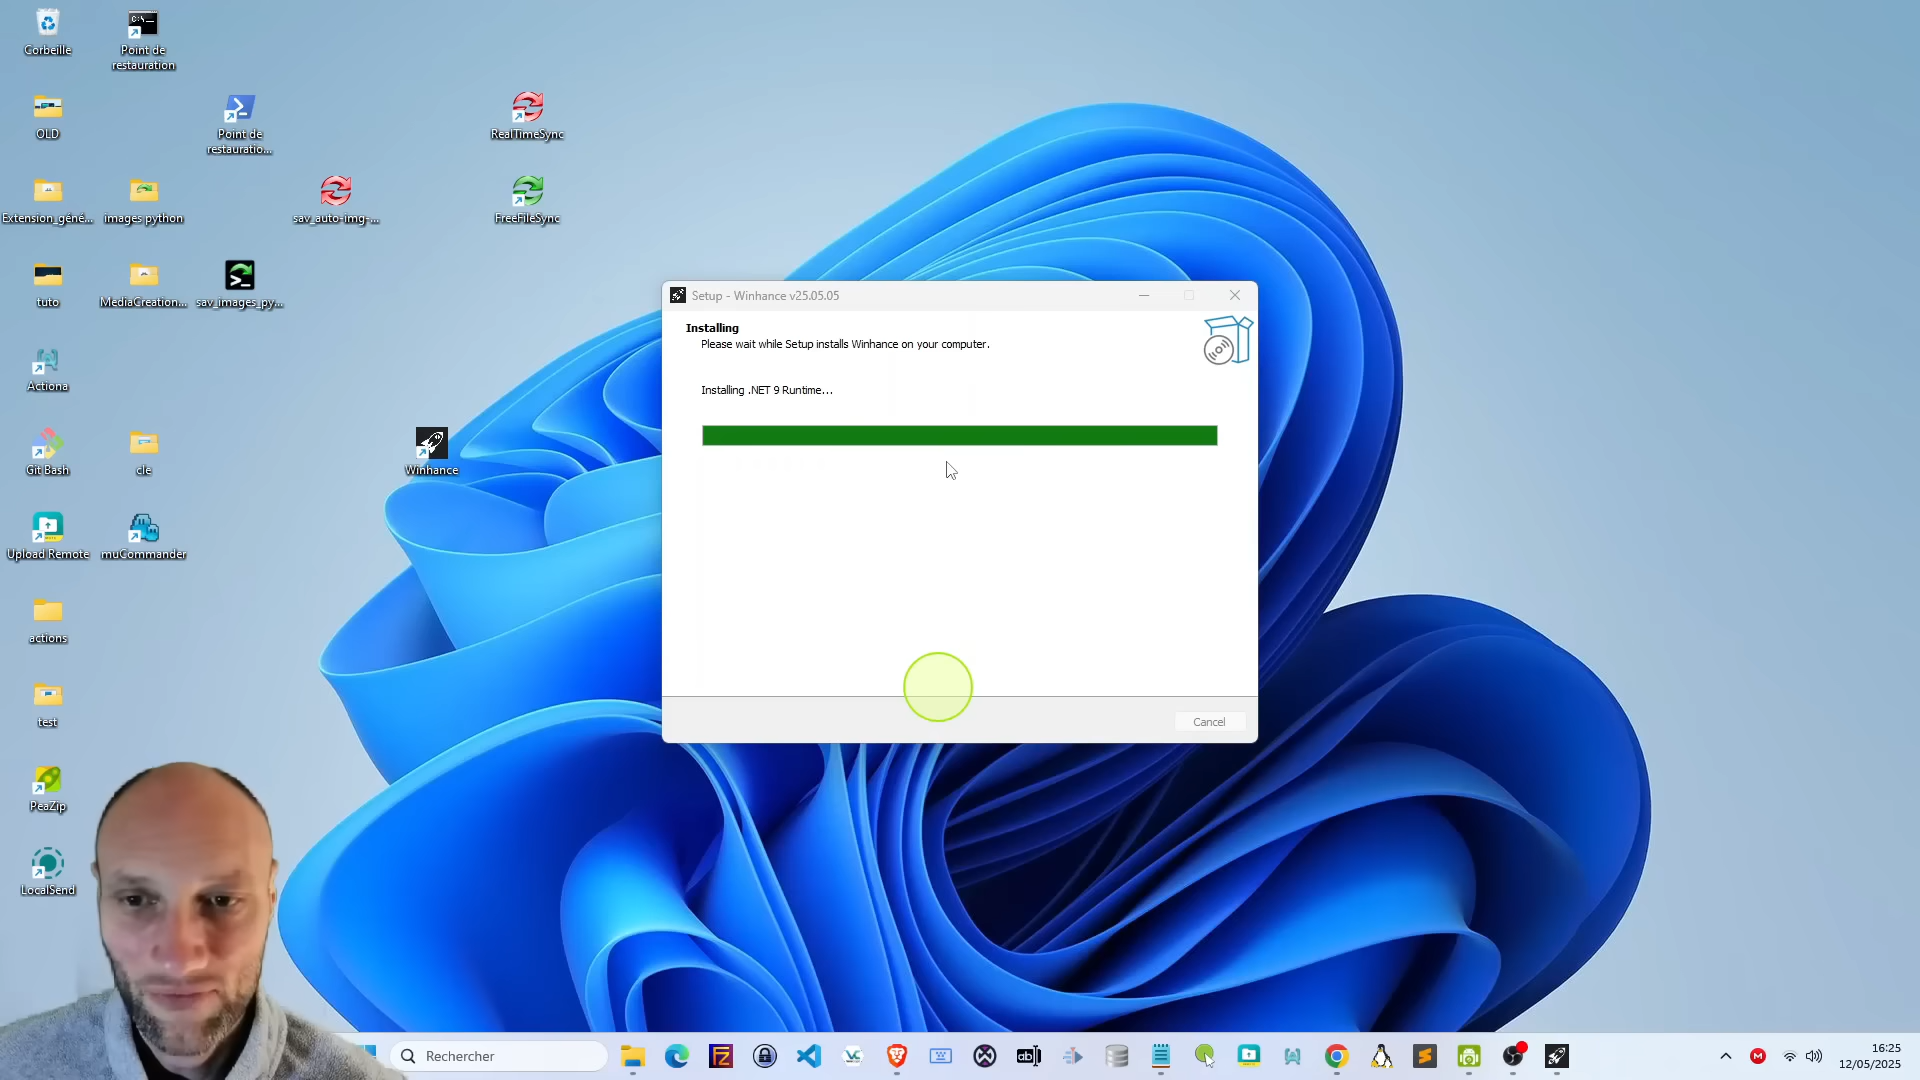 Corbeille
Point de
restauration
OLD
Point de
restauratio...
RealTimeSync
Extension_géné...
images python
sav_auto-img-...
FreeFileSync
tuto
MediaCreation...
sav_images_py...
Actiona
Git Bash
cle
Winhance
Upload Remote
muCommander
actions
test
PeaZip
LocalSend
Setup - Winhance v25.05.05
Installing
Please wait while Setup installs Winhance on your computer.
Installing .NET 9 Runtime...
Cancel
Rechercher
16:25
12/05/2025